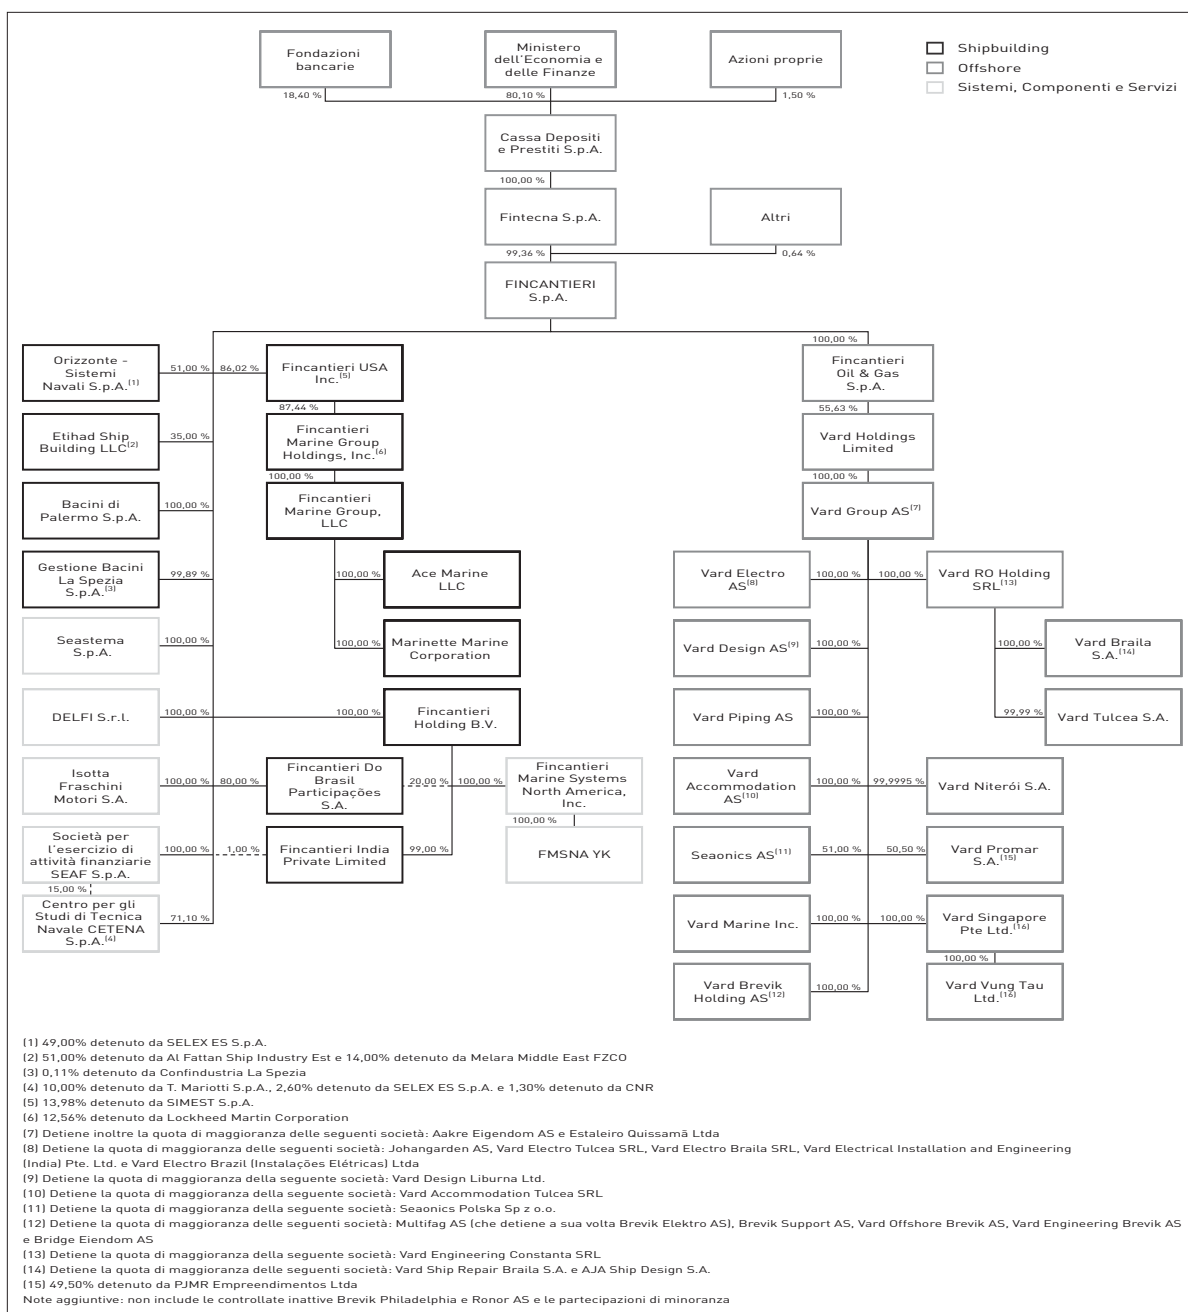 Fondazioni
bancarie
Ministero
dell'Economia e
delle Finanze
Azioni proprie
Shipbuilding
Offshore
Sistemi, Componenti e Servizi
18,40 %
80,10 %
1,50 %
Cassa Depositi
e Prestiti S.p.A.
100,00 %
Fintecna S.p.A.
Altri
99,36 %
0,64 %
FINCANTIERI
S.p.A.
100,00 %
Orizzonte -
Sistemi
Navali S.p.A.(1)
51,00 %
86,02 %
Fincantieri USA
Inc.(5)
Fincantieri
Oil & Gas
S.p.A.
87,44 %
55,63 %
Etihad Ship
Building LLC(2)
35,00 %
Fincantieri
Marine Group
Holdings, Inc.(6)
Vard Holdings
Limited
100,00 %
100,00 %
Bacini di
Palermo S.p.A.
100,00 %
Fincantieri
Marine Group,
LLC
Vard Group AS(7)
Gestione Bacini
La Spezia
S.p.A.(3)
99,89 %
100,00 %
Ace Marine
LLC
Vard Electro
AS(8)
100,00 %
100,00 %
Vard RO Holding
SRL(13)
Seastema
S.p.A.
100,00 %
100,00 %
Marinette Marine
Corporation
Vard Design AS(9)
100,00 %
100,00 %
Vard Braila
S.A.(14)
DELFI S.r.l.
100,00 %
100,00 %
Fincantieri
Holding B.V.
Vard Piping AS
100,00 %
99,99 %
Vard Tulcea S.A.
Isotta
Fraschini
Motori S.A.
100,00 %
80,00 %
Fincantieri Do
Brasil
Participações
S.A.
20,00 %
100,00 %
Fincantieri
Marine Systems
North America,
Inc.
Vard
Accommodation
AS(10)
100,00 %
99,9995 %
Vard Niterói S.A.
100,00 %
Società per
l'esercizio di
attività finanziarie
SEAF S.p.A.
100,00 %
1,00 %
Fincantieri India
Private Limited
99,00 %
FMSNA YK
Seaonics AS(11)
51,00 %
50,50 %
Vard Promar
S.A.(15)
15,00 %
Centro per gli
Studi di Tecnica
Navale CETENA
S.p.A.(4)
71,10 %
Vard Marine Inc.
100,00 %
100,00 %
Vard Singapore
Pte Ltd.(16)
100,00 %
Vard Brevik
Holding AS(12)
100,00 %
Vard Vung Tau
Ltd.(16)
(1) 49,00% detenuto da SELEX ES S.p.A.
(2) 51,00% detenuto da Al Fattan Ship Industry Est e 14,00% detenuto da Melara Middle East FZCO
(3) 0,11% detenuto da Confindustria La Spezia
(4) 10,00% detenuto da T. Mariotti S.p.A., 2,60% detenuto da SELEX ES S.p.A. e 1,30% detenuto da CNR
(5) 13,98% detenuto da SIMEST S.p.A.
(6) 12,56% detenuto da Lockheed Martin Corporation
(7) Detiene inoltre la quota di maggioranza delle seguenti società: Aakre Eigendom AS e Estaleiro Quissamã Ltda
(8) Detiene la quota di maggioranza delle seguenti società: Johangarden AS, Vard Electro Tulcea SRL, Vard Electro Braila SRL, Vard Electrical Installation and Engineering
(India) Pte. Ltd. e Vard Electro Brazil (Instalações Elétricas) Ltda
(9) Detiene la quota di maggioranza della seguente società: Vard Design Liburna Ltd.
(10) Detiene la quota di maggioranza della seguente società: Vard Accommodation Tulcea SRL
(11) Detiene la quota di maggioranza della seguente società: Seaonics Polska Sp z o.o.
(12) Detiene la quota di maggioranza delle seguenti società: Multifag AS (che detiene a sua volta Brevik Elektro AS), Brevik Support AS, Vard Offshore Brevik AS, Vard Engineering Brevik AS
e Bridge Eiendom AS
(13) Detiene la quota di maggioranza della seguente società: Vard Engineering Constanta SRL
(14) Detiene la quota di maggioranza delle seguenti società: Vard Ship Repair Braila S.A. e AJA Ship Design S.A.
(15) 49,50% detenuto da PJMR Empreendimentos Ltda
Note aggiuntive: non include le controllate inattive Brevik Philadelphia e Ronor AS e le partecipazioni di minoranza